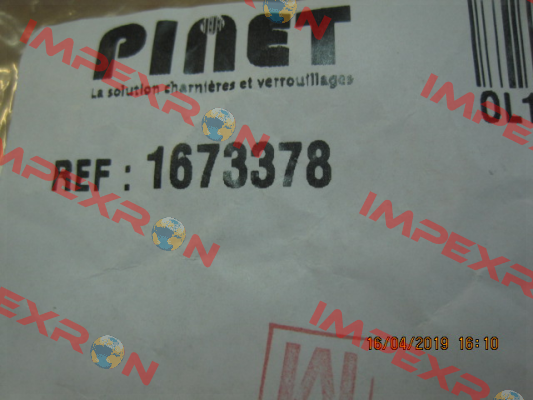 PINET
La solution charnières et verrouillages
OL1
REF : 1673378
IMPEXRON
IMPEXRON
IMPEXRON
IMPEXRON
16/04/2019 16:10